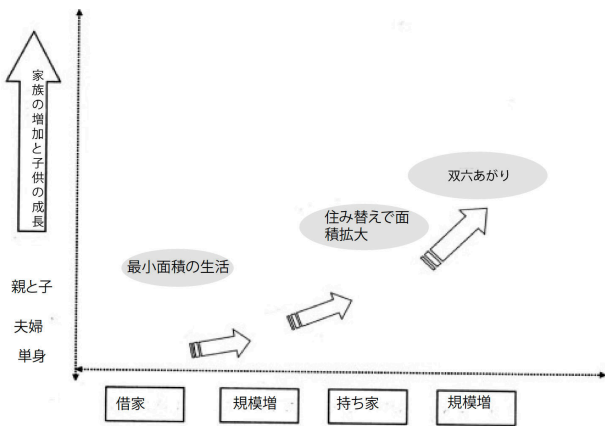 家族の増加と子供の成長
双六あがり
住み替えで面
積拡大
最小面積の生活
親と子
夫婦
単身
借家
規模増
持ち家
規模増